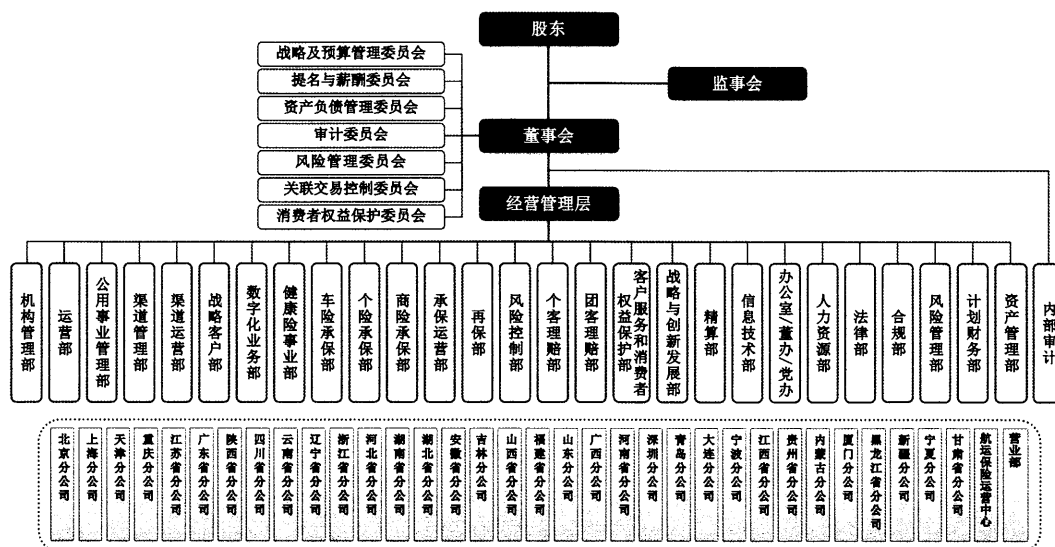 股东
战略及预算管理委员会
提名与薪酬委员会
监事会
资产负债管理委员会
审计委员会
董事会
风险管理委员会
关联交易控制委员会
经营管理层
消费者权益保护委员会
机构管理部
运营部
公用事业管理部
渠道管理部
渠道运营部
战略客户部
数字化业务部
健康险事业部
车险承保部
个险承保部
商险承保部
承保运营部
再保部
风险控制部
个客理赔部
团客理赔部
客户服务和消费者
权益保护部
战略与创新发展部
精算部
信息技术部
办公室/董办/党办
人力资源部
法律部
合规部
风险管理部
计划财务部
资产管理部
内部审计
北京分公司
上海分公司
天津分公司
重庆分公司
江苏省分公司
广东省分公司
陕西省分公司
四川省分公司
云南省分公司
辽宁省分公司
浙江省分公司
河北省分公司
湖南省分公司
湖北省分公司
安徽省分公司
吉林分公司
山西省分公司
福建省分公司
山东分公司
广西分公司
河南省分公司
深圳分公司
青岛分公司
大连分公司
宁波分公司
江西省分公司
贵州省分公司
内蒙古分公司
厦门分公司
黑龙江省分公司
新疆分公司
宁夏分公司
甘肃省分公司
航运保险运营中心
营业部